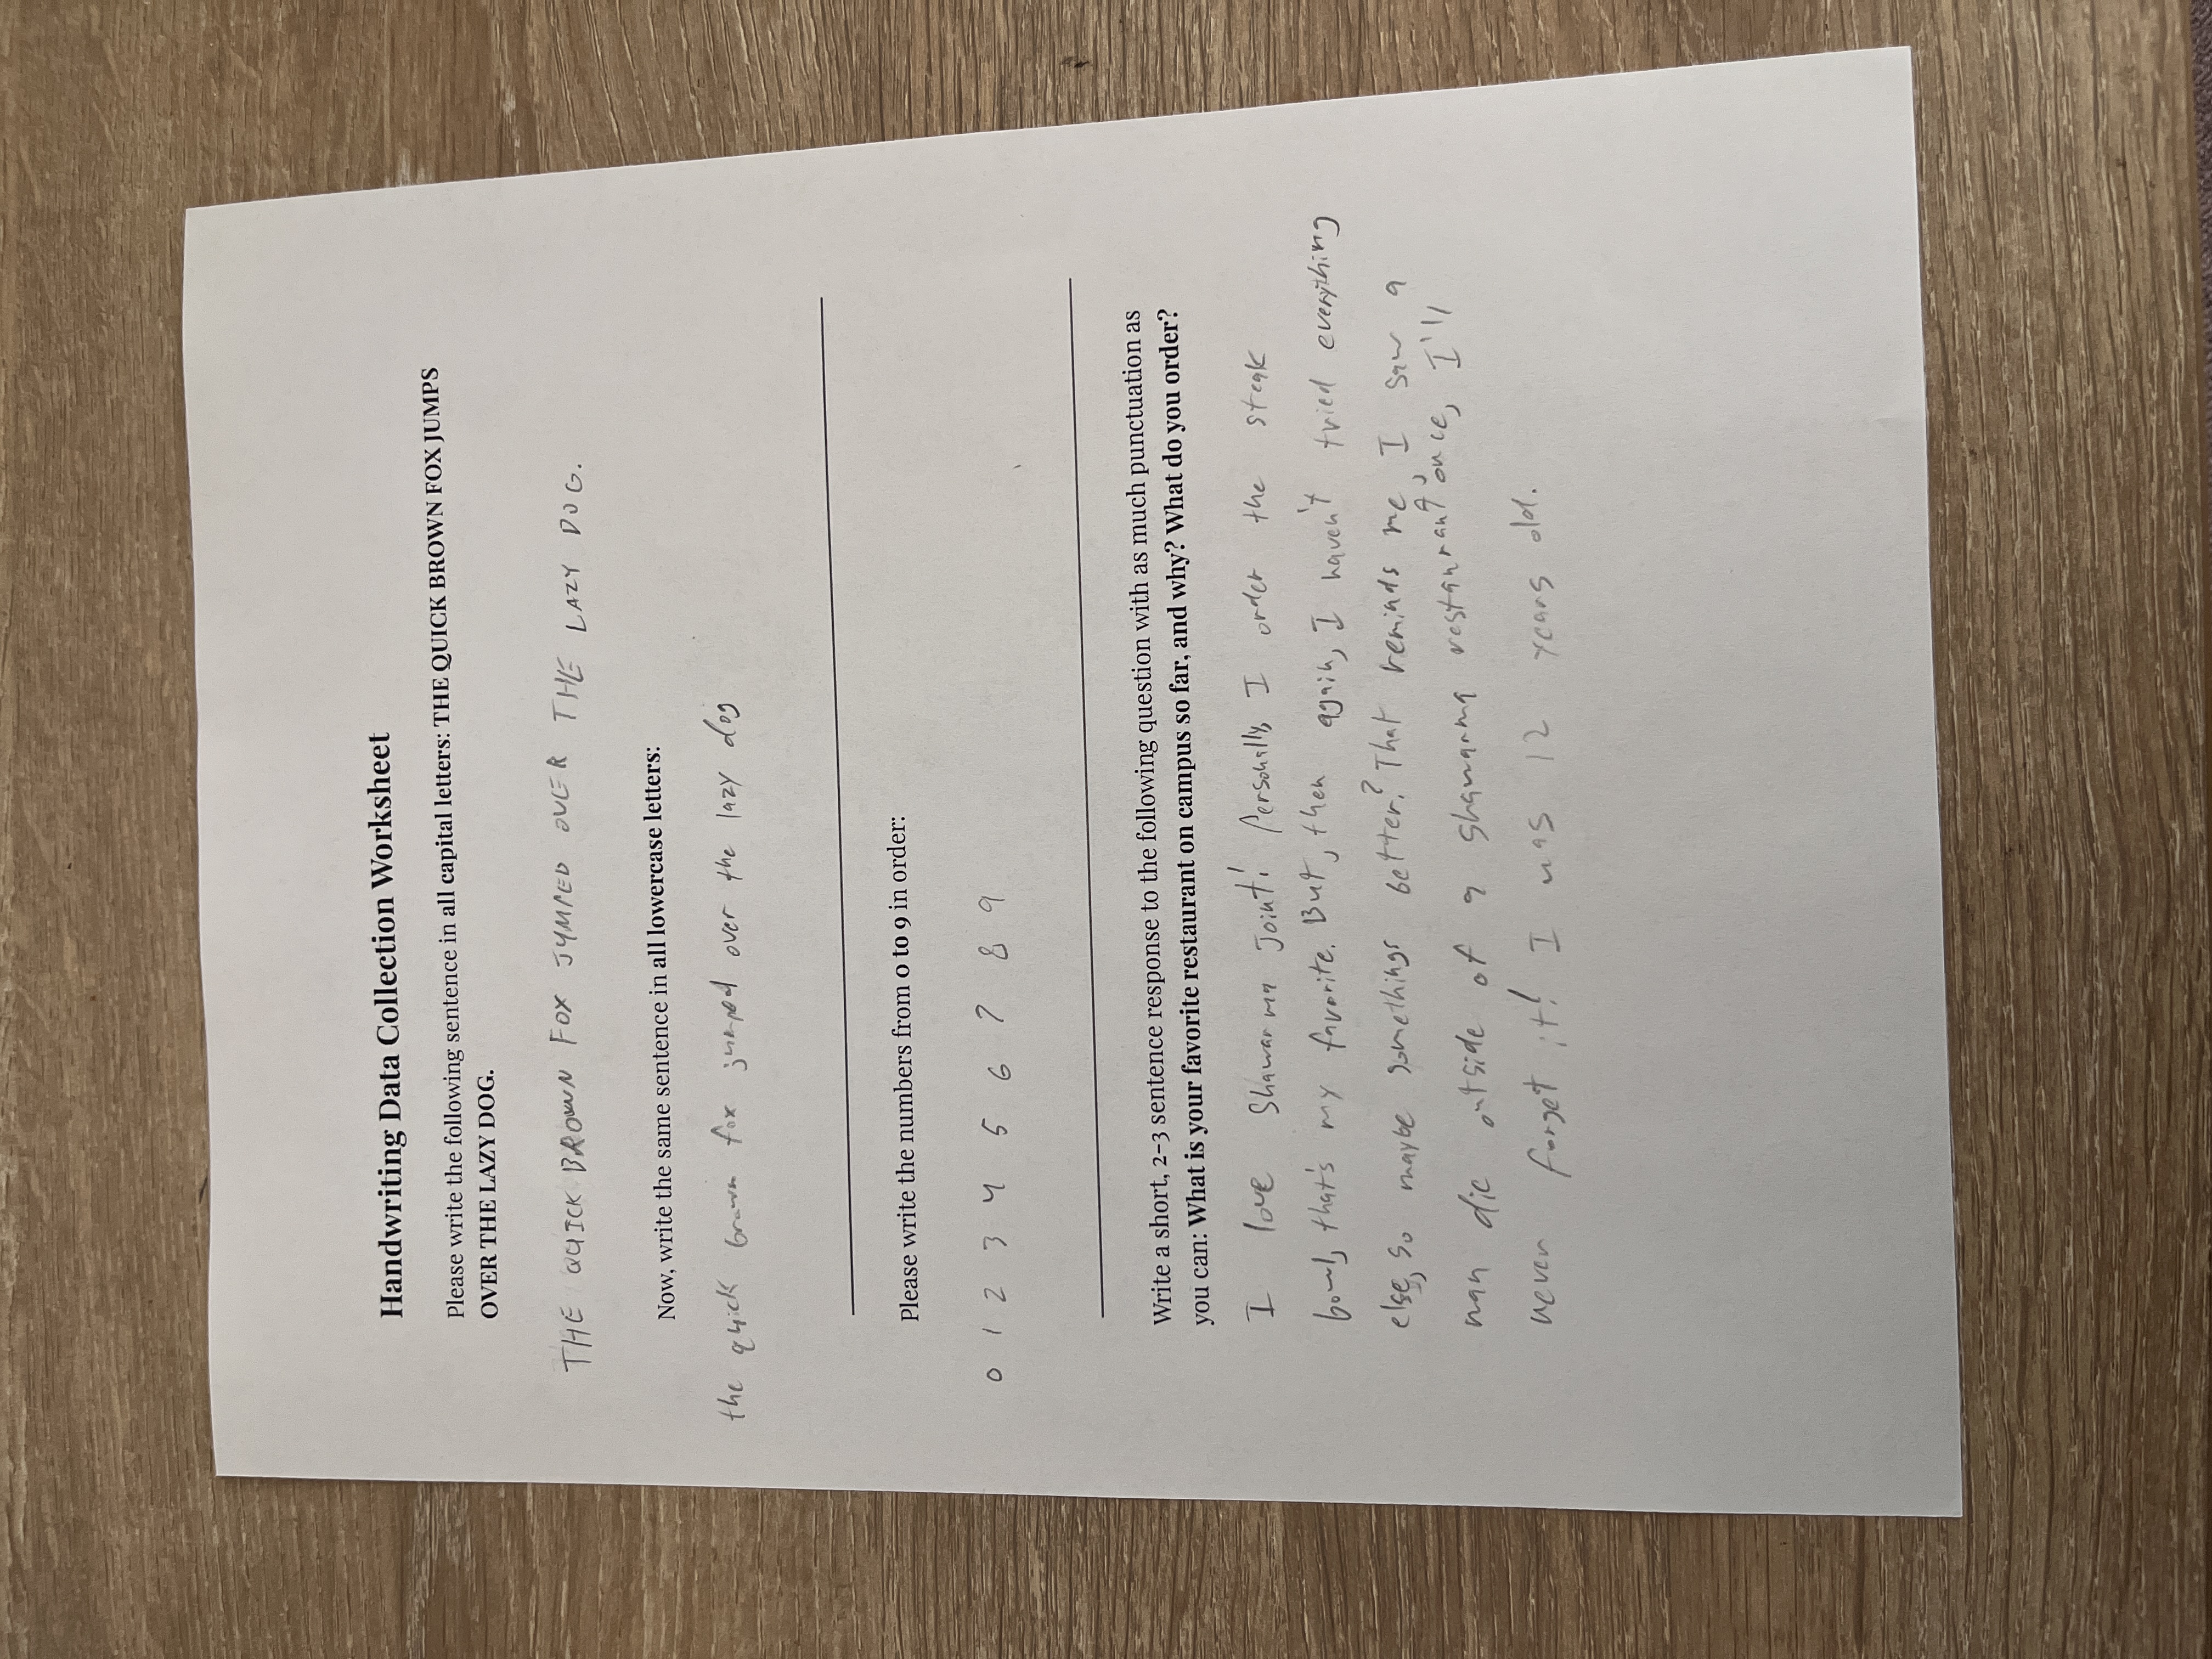 Handwriting Data Collection Worksheet
Please write the following sentence in all capital letters: THE QUICK BROWN FOX JUMPS
OVER THE LAZY DOG.
THE QUICK BROWN FOX JUMPED OVER THE LAZY DOG.
Now, write the same sentence in all lowercase letters:
the quick brown fox jumped over the lazy dog
Please write the numbers from 0 to 9 in order:
0 1 2 3 4 5 6 7 8 9
Write a short, 2–3 sentence response to the following question with as much punctuation as
you can: What is your favorite restaurant on campus so far, and why? What do you order?
I love Shawarma Joint! Personally, I order the steak
bowl, that's my favorite. But, then again, I haven't tried everything
else, so maybe somethings better? That reminds me, I saw a
man die outside of a shawarma restaurant once, I'll
never forget it! I was 12 years old.